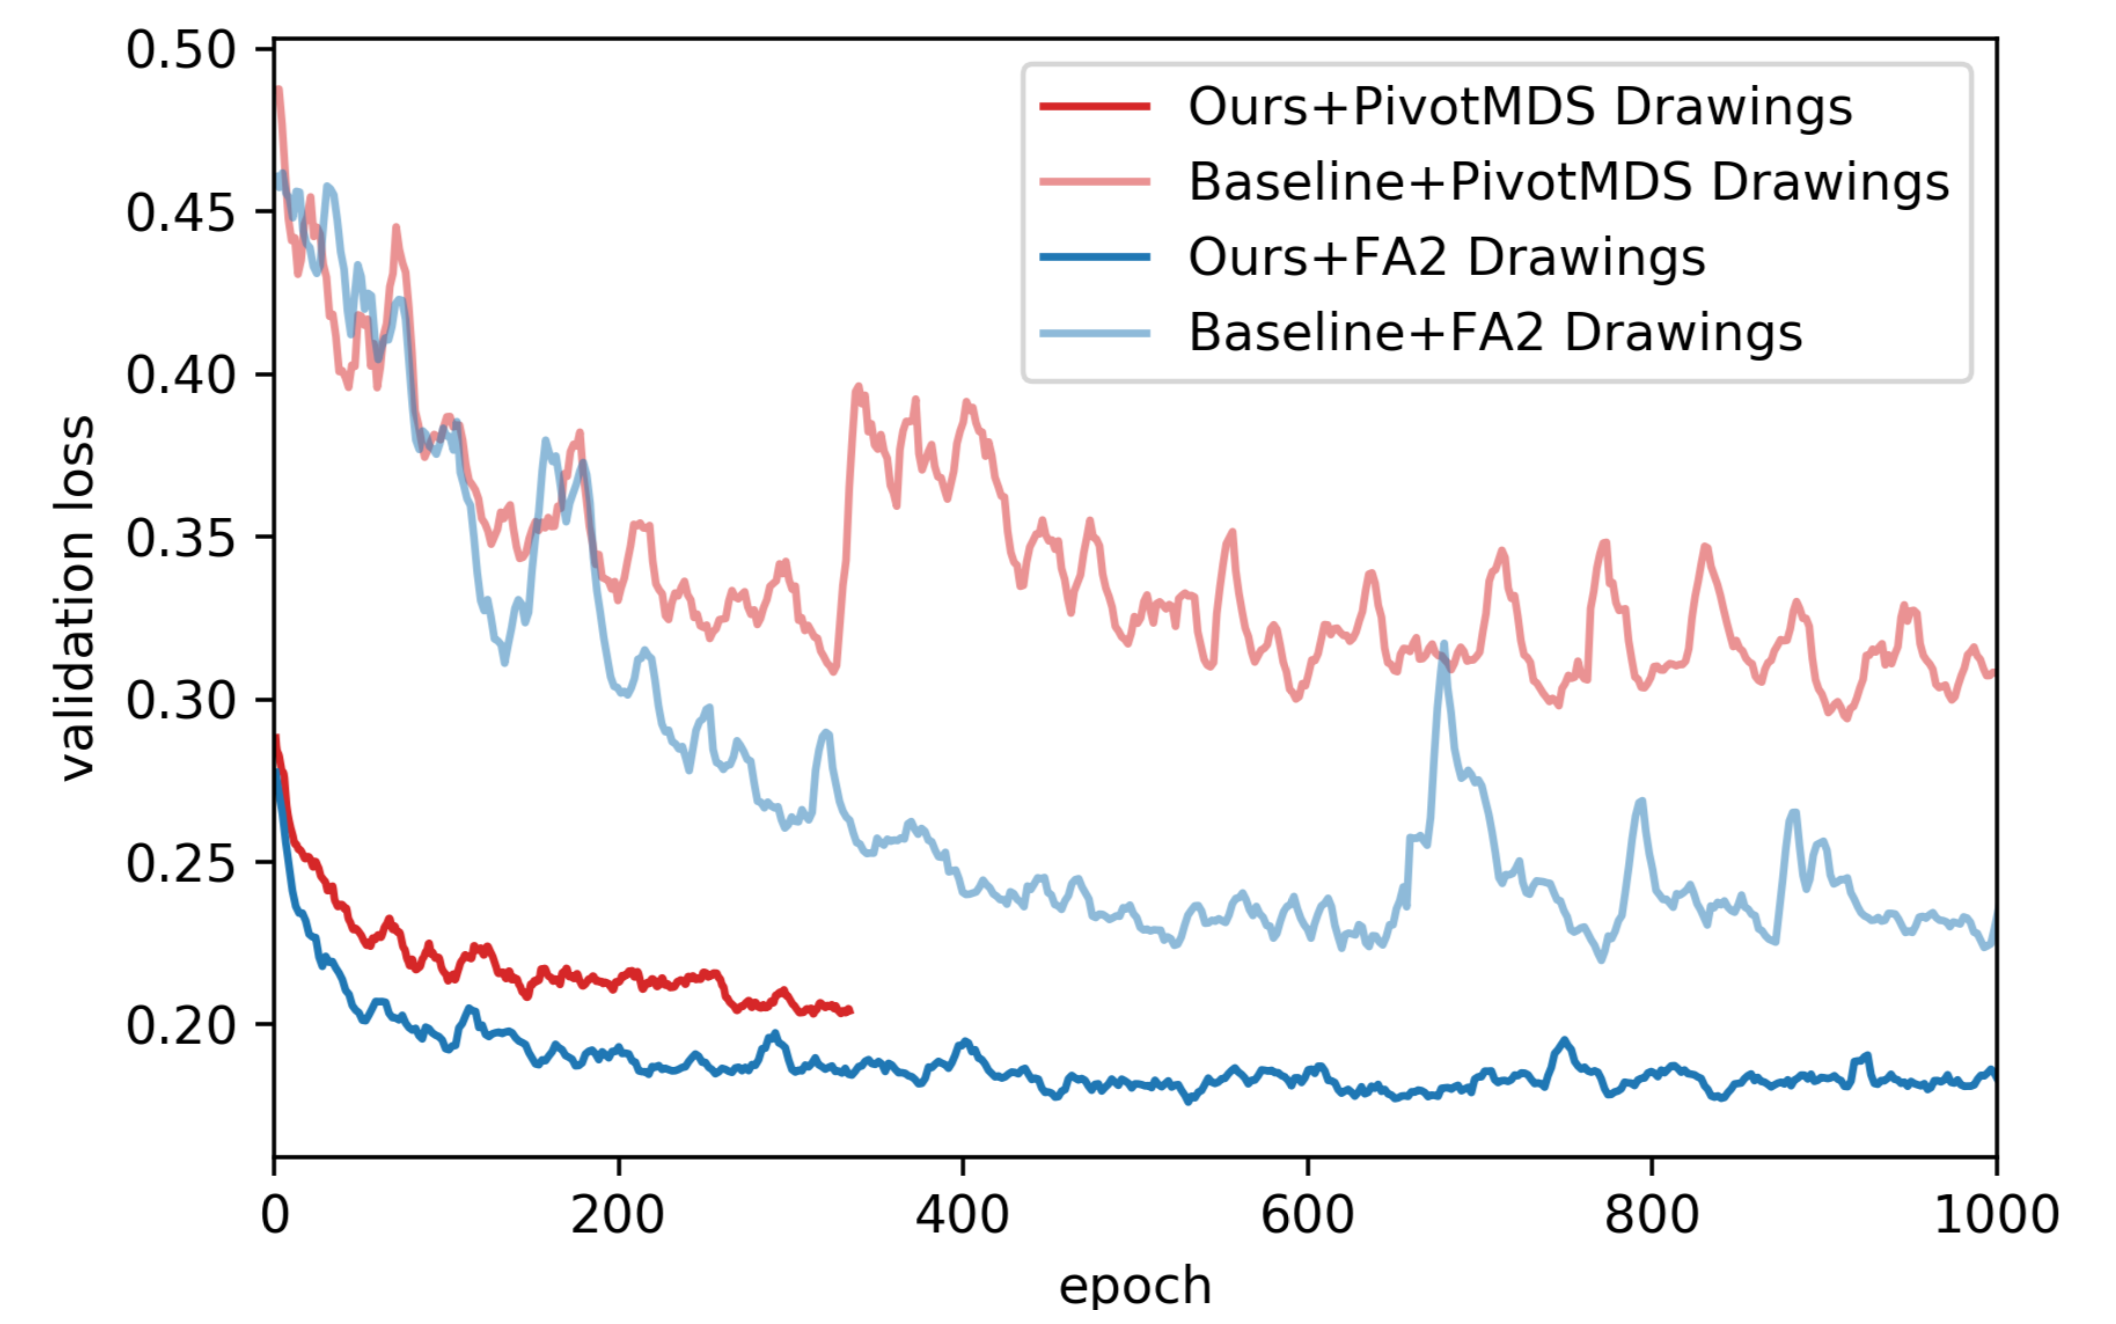 0.50
0.45
0.40
0.35
0.30
0.25
0.20
validation loss
Ours+PivotMDS Drawings
Baseline+PivotMDS Drawings
Ours+FA2 Drawings
Baseline+FA2 Drawings
0 200 400 600 800 1000
epoch